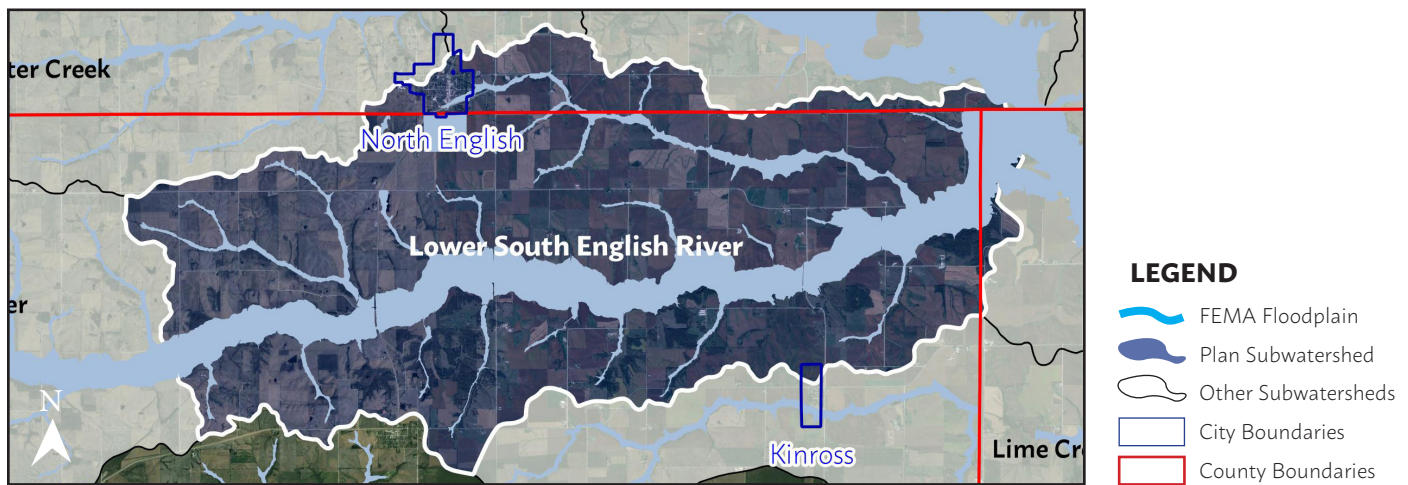 ter Creek
North English
Lower South English River
er
N
Kinross
Lime Cr
LEGEND
FEMA Floodplain
Plan Subwatershed
Other Subwatersheds
City Boundaries
County Boundaries